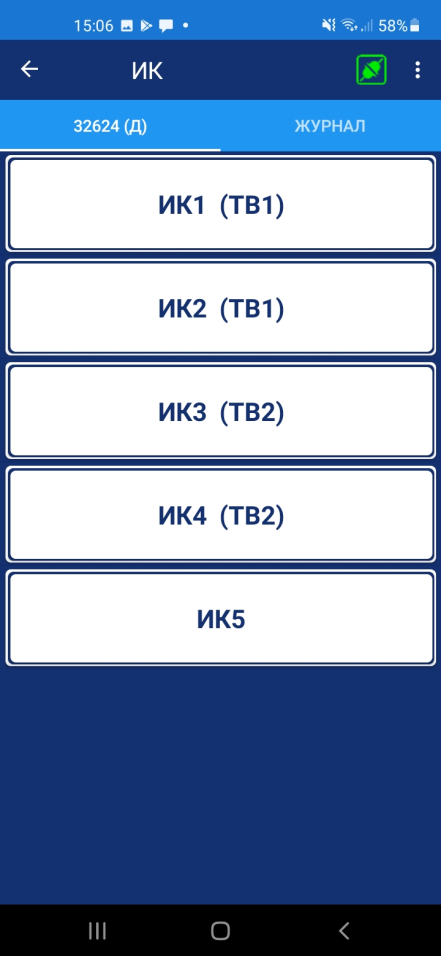 15:06
58%
ИК
32624 (Д)
ЖУРНАЛ
ИК1 (ТВ1)
ИК2 (ТВ1)
ИК3 (ТВ2)
ИК4 (ТВ2)
ИК5